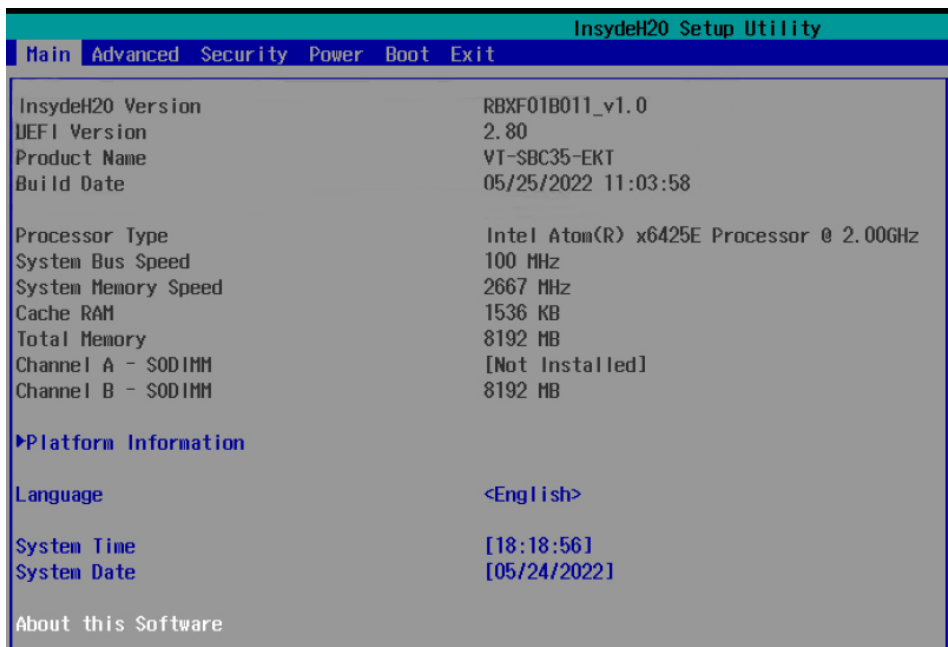 InsydeH20 Setup Utility
Main Advanced Security Power Boot Exit
InsydeH20 Version RBXF01B011_v1.0
UEFI Version 2.80
Product Name VT-SBC35-EKT
Build Date 05/25/2022 11:03:58
Processor Type Intel Atom(R) x6425E Processor @ 2.00GHz
System Bus Speed 100 MHz
System Memory Speed 2667 MHz
Cache RAM 1536 KB
Total Memory 8192 MB
Channel A - SODIMM [Not Installed]
Channel B - SODIMM 8192 MB
▶Platform Information
Language <English>
System Time [18:18:56]
System Date [05/24/2022]
About this Software